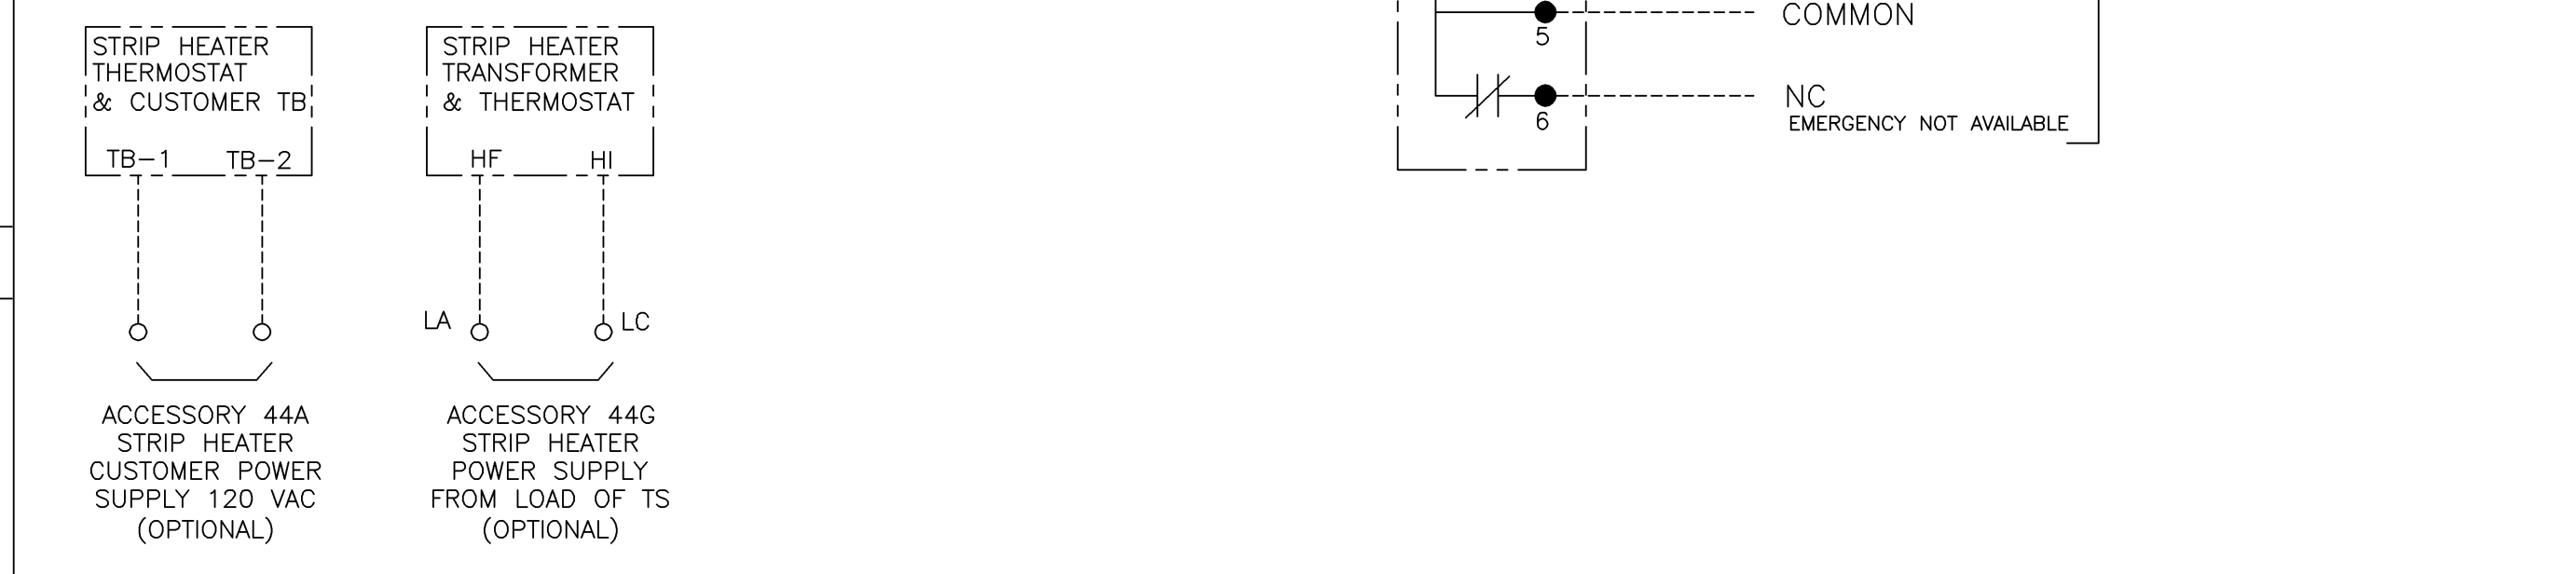 STRIP HEATER
THERMOSTAT
& CUSTOMER TB
TB-1 TB-2
ACCESSORY 44A
STRIP HEATER
CUSTOMER POWER
SUPPLY 120 VAC
(OPTIONAL)
STRIP HEATER
TRANSFORMER
& THERMOSTAT
HF HI
LA LC
ACCESSORY 44G
STRIP HEATER
POWER SUPPLY
FROM LOAD OF TS
(OPTIONAL)
COMMON
5
NC
6
EMERGENCY NOT AVAILABLE